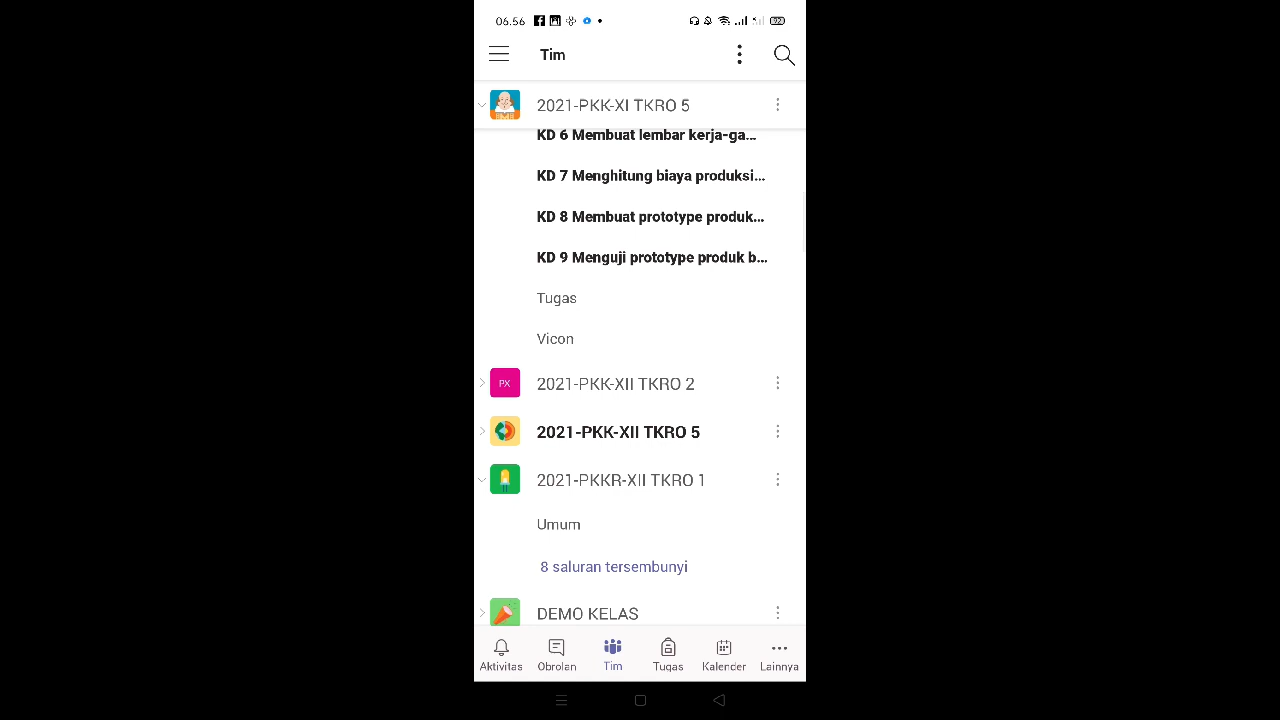 06.56
72
Tim
2021-PKK-XI TKRO 5
KD 6 Membuat lembar kerja-ga...
KD 7 Menghitung biaya produksi...
KD 8 Membuat prototype produk...
KD 9 Menguji prototype produk b...
Tugas
Vicon
PX
2021-PKK-XII TKRO 2
2021-PKK-XII TKRO 5
2021-PKKR-XII TKRO 1
Umum
8 saluran tersembunyi
DEMO KELAS
Aktivitas Obrolan Tim Tugas Kalender Lainnya